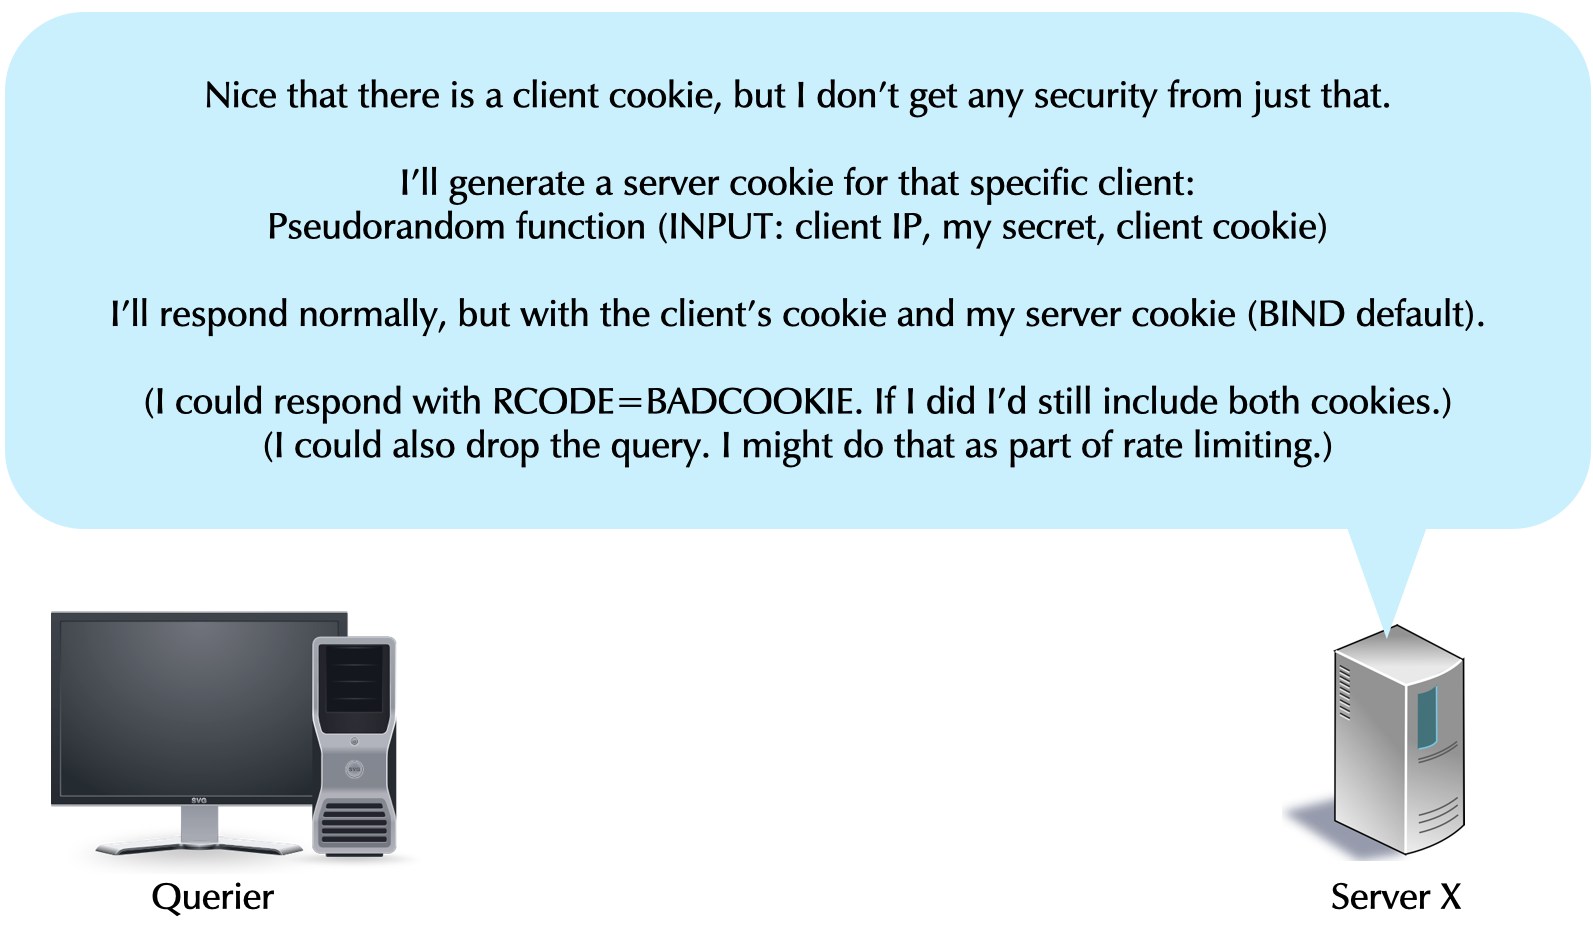 Nice that there is a client cookie, but I don’t get any security from just that.
I’ll generate a server cookie for that specific client:
Pseudorandom function (INPUT: client IP, my secret, client cookie)
I’ll respond normally, but with the client’s cookie and my server cookie (BIND default).
(I could respond with RCODE=BADCOOKIE. If I did I’d still include both cookies.)
(I could also drop the query. I might do that as part of rate limiting.)
SVG
SVG
Querier
Server X